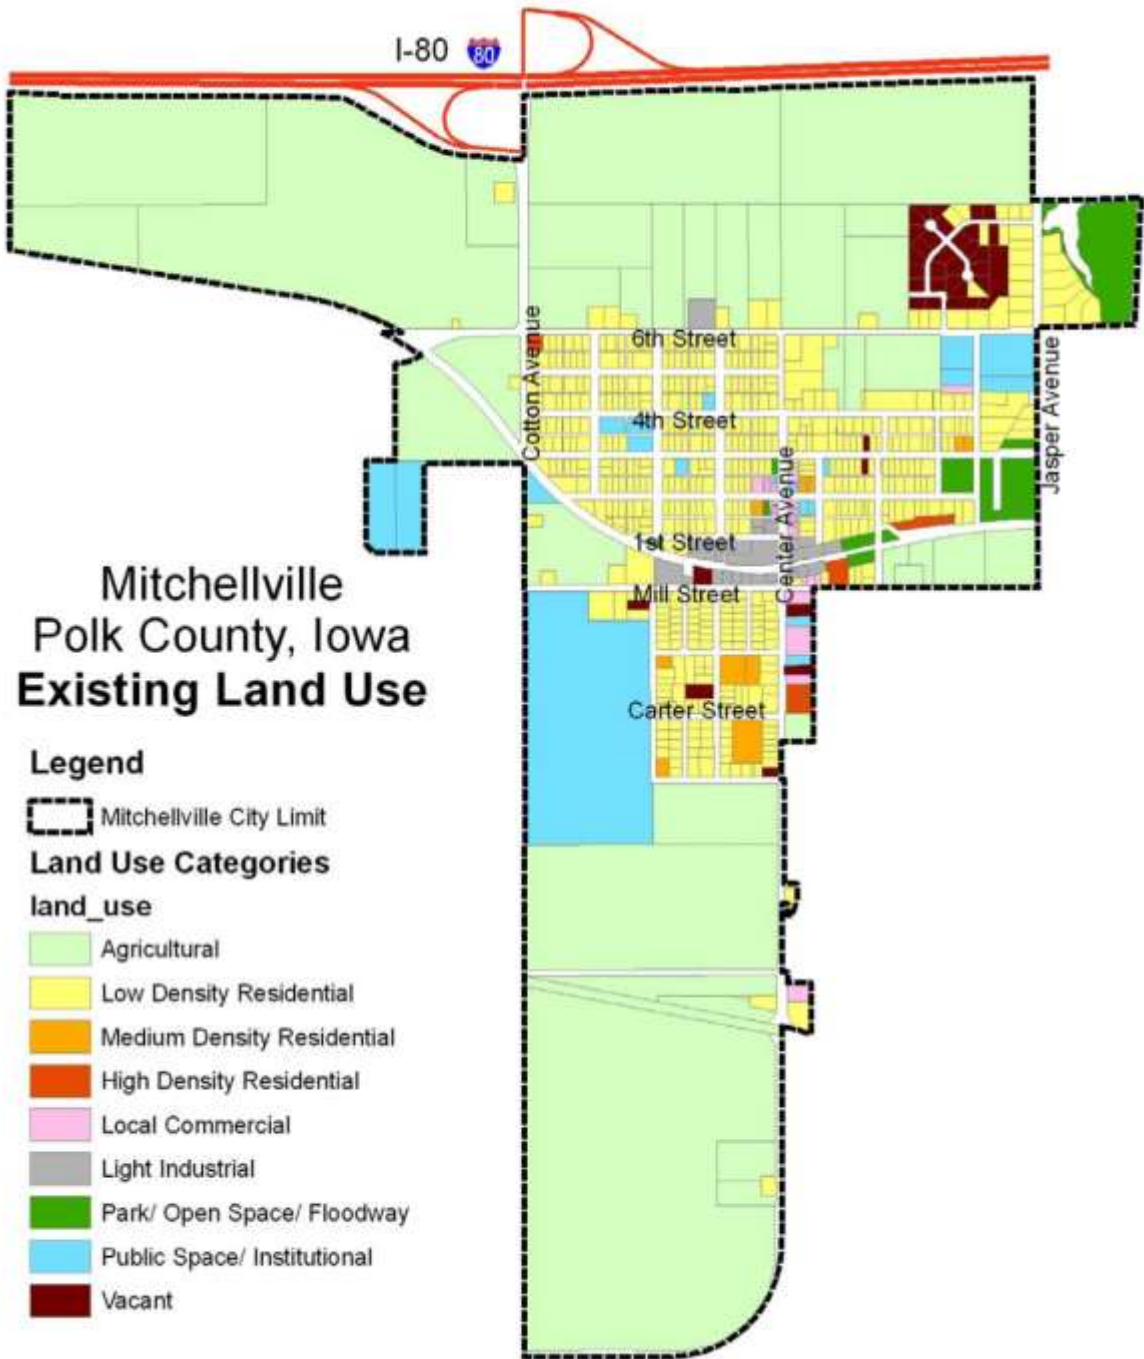 I-80
80
6th Street
Cotton Avenue
4th Street
Jasper Avenue
Center Avenue
1st Street
Mill Street
Carter Street
Mitchellville
Polk County, Iowa
Existing Land Use
Legend
Mitchellville City Limit
Land Use Categories
land_use
Agricultural
Low Density Residential
Medium Density Residential
High Density Residential
Local Commercial
Light Industrial
Park/ Open Space/ Floodway
Public Space/ Institutional
Vacant